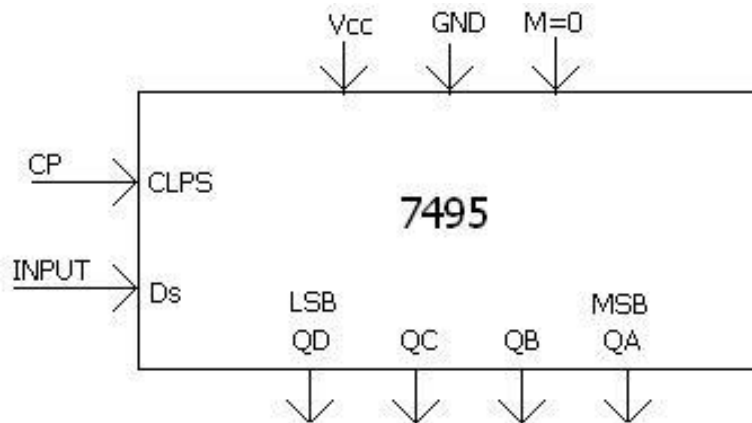 Vcc GND M=0
CP
CLPS
7495
INPUT
Ds
LSB MSB
QD QC QB QA